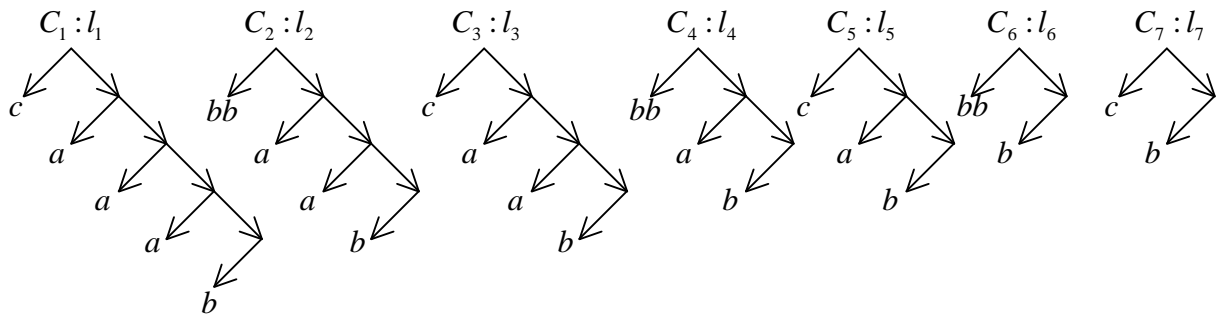 C₁ : l₁ C₂ : l₂ C₃ : l₃ C₄ : l₄ C₅ : l₅ C₆ : l₆ C₇ : l₇
c bb c bb c bb c
a a a a a b b
a a a b b
a b b
b